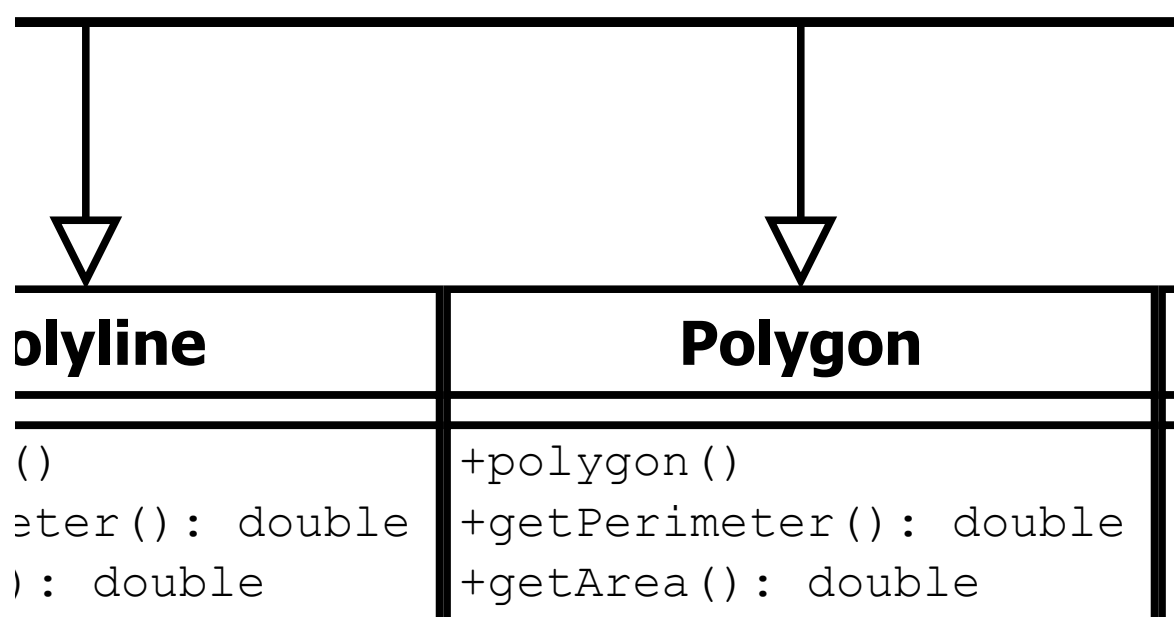 olyline
Polygon
()
eter(): double
): double
+polygon()
+getPerimeter(): double
+getArea(): double